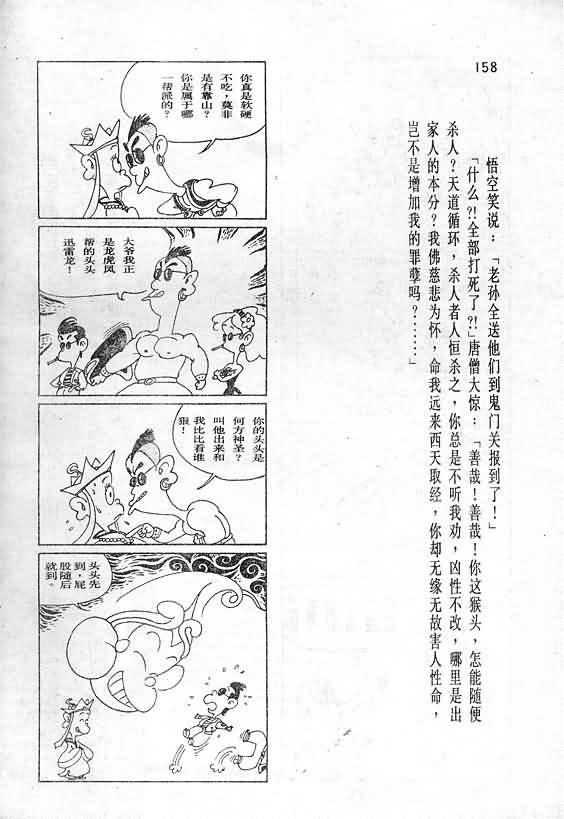 158
悟空笑说：「老孙全送他们到鬼门关报到了！」
「什么？！全部打死了？！」唐僧大惊：「善哉！善哉！你这猴头，怎能随便
杀人？天道循环，杀人者人恒杀之，你总是不听我劝，凶性不改，哪里是出
家人的本分？我佛慈悲为怀，命我远来西天取经，你却无缘无故害人性命，
岂不是增加我的罪孽吗？……」
你真是软硬
不吃，莫非
是有靠山？
你是属于哪
一帮派的？
大爷我正
是龙虎凤
帮的头头
迅雷龙！
你的头头是
何方神圣？
叫他出来和
我比比看谁
狠！
头头先
到，屁
股随后
就到。